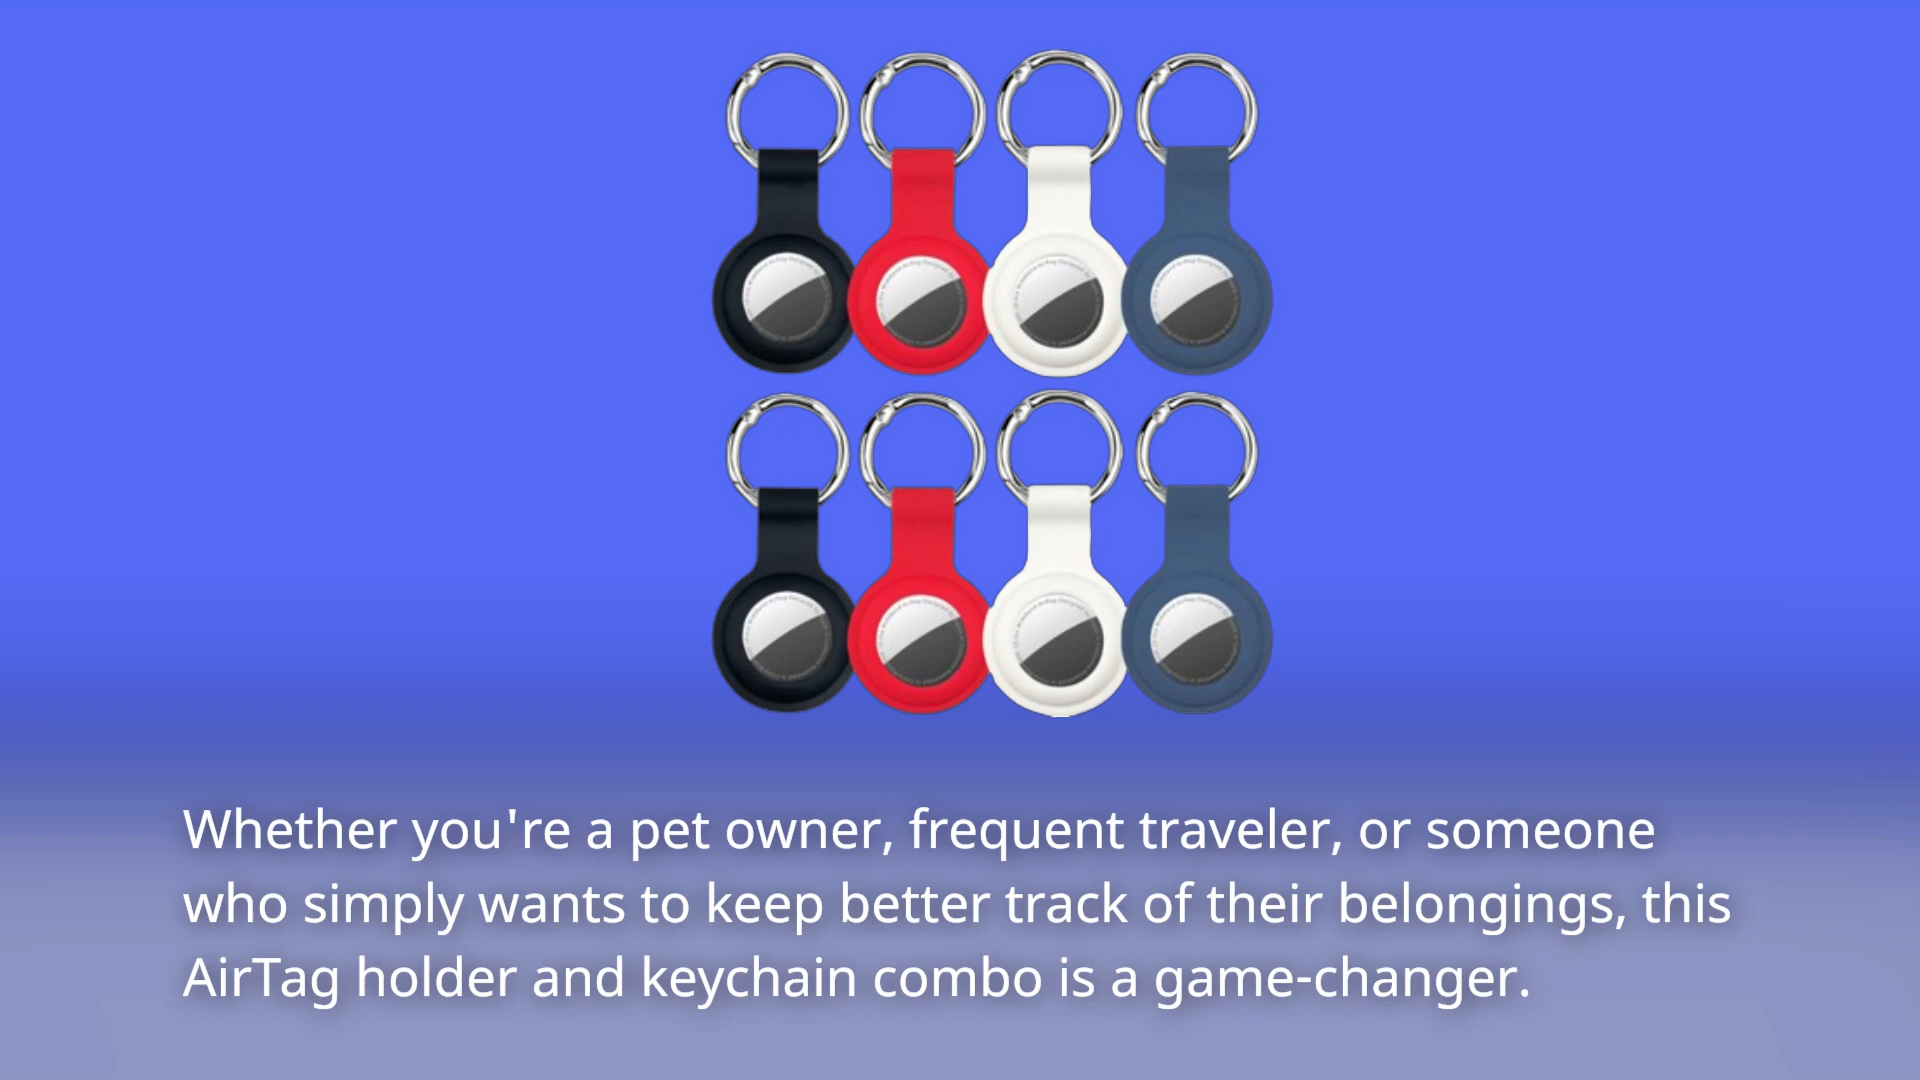 Whether you're a pet owner, frequent traveler, or someone
who simply wants to keep better track of their belongings, this
AirTag holder and keychain combo is a game-changer.